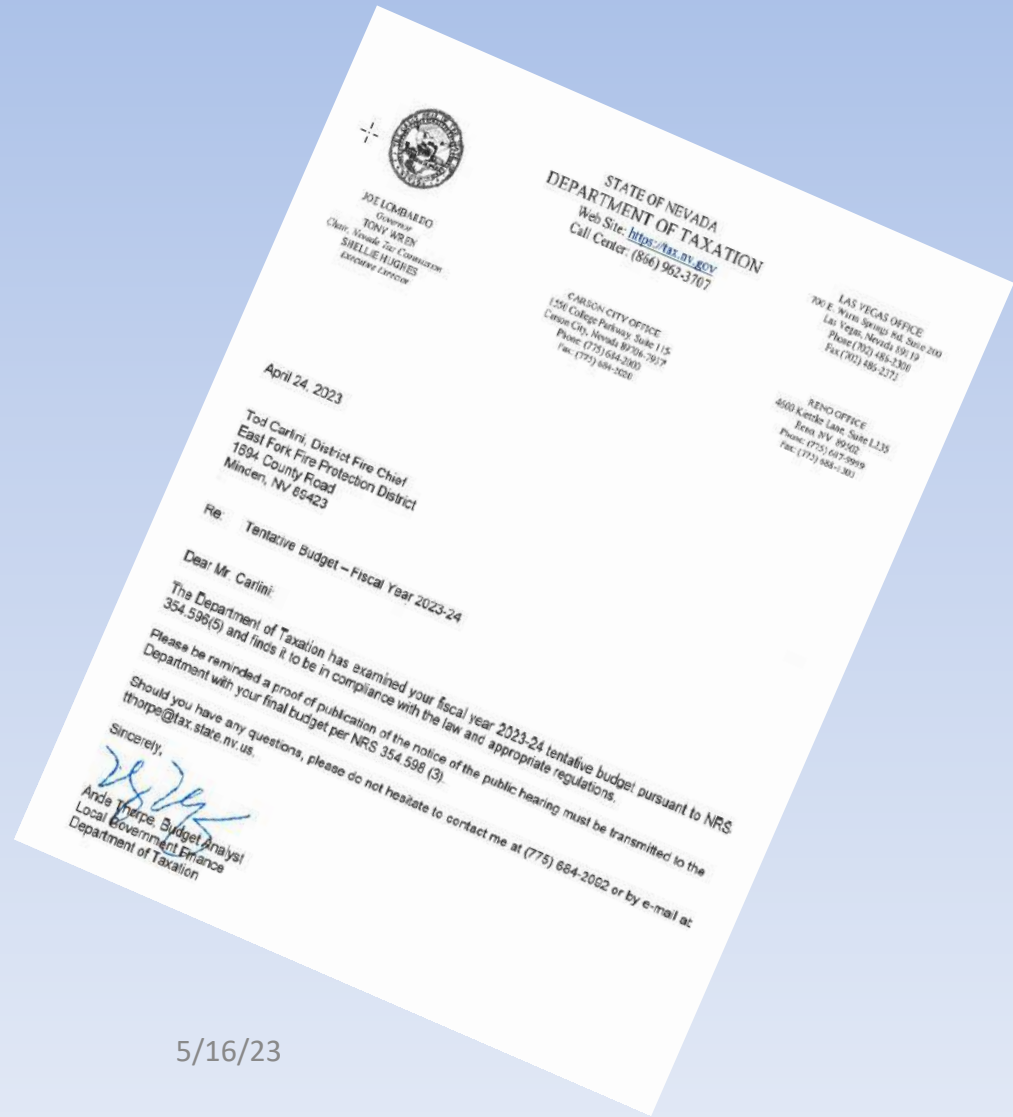 JOE LOMBARDO
Governor
TONY WREN
Chair, Nevada Tax Commission
SHELLIE HUGHES
Executive Director
STATE OF NEVADA
DEPARTMENT OF TAXATION
Web Site: https://tax.nv.gov
Call Center: (866) 962-3707
CARSON CITY OFFICE
1550 College Parkway, Suite 115
Carson City, Nevada 89706-7937
Phone: (775) 684-2000
Fax: (775) 684-2020
LAS VEGAS OFFICE
700 E. Warm Springs Rd, Suite 200
Las Vegas, Nevada 89119
Phone (702) 486-2300
Fax (702) 486-2373
RENO OFFICE
4600 Kietzke Lane, Suite L235
Reno, NV 89502
Phone: (775) 687-9999
Fax: (775) 688-1303
April 24, 2023
Tod Carlini, District Fire Chief
East Fork Fire Protection District
1694 County Road
Minden, NV 89423
Re: Tentative Budget – Fiscal Year 2023-24
Dear Mr. Carlini:
The Department of Taxation has examined your fiscal year 2023-24 tentative budget pursuant to NRS
354.596(5) and finds it to be in compliance with the law and appropriate regulations.
Please be reminded a proof of publication of the notice of the public hearing must be transmitted to the
Department with your final budget per NRS 354.598 (3).
Should you have any questions, please do not hesitate to contact me at (775) 684-2092 or by e-mail at
tthorpe@tax.state.nv.us.
Sincerely,
Thorpe, Budget Analyst
Local Government Finance
Department of Taxation
5/16/23